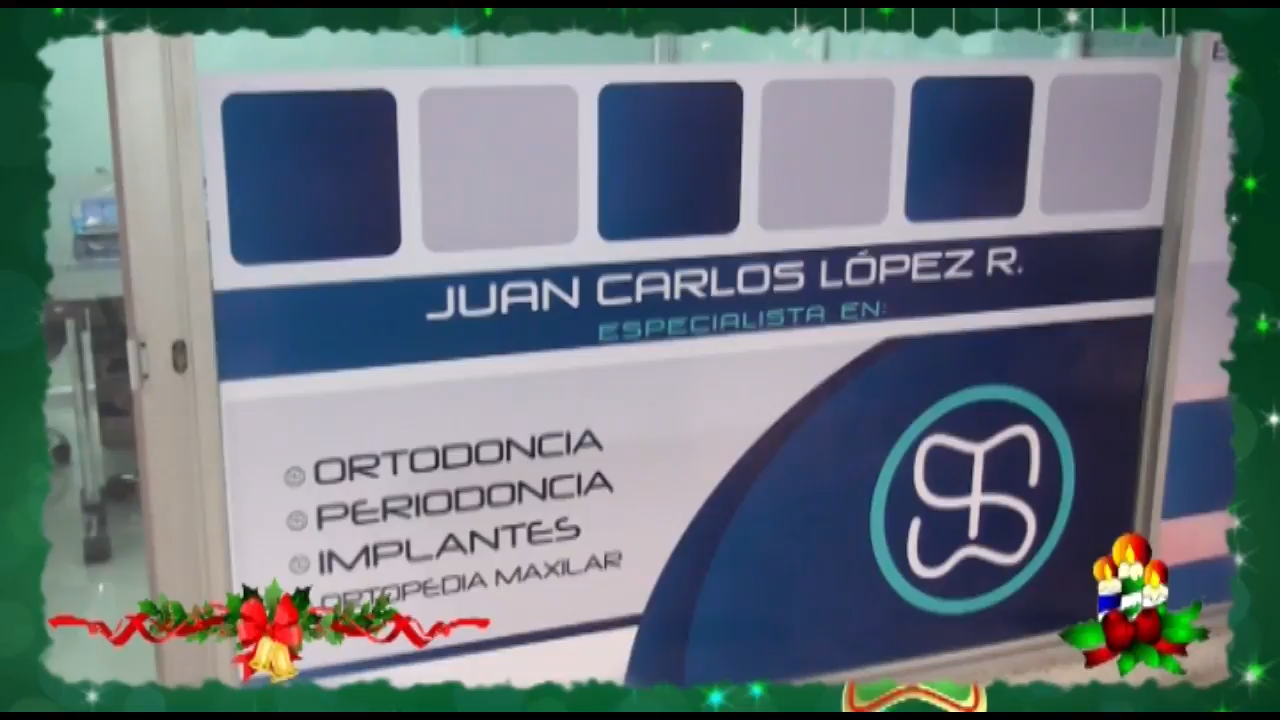 JUAN CARLOS LÓPEZ R.
ESPECIALISTA EN:
ORTODONCIA
PERIODONCIA
IMPLANTES
ORTOPEDIA MAXILAR